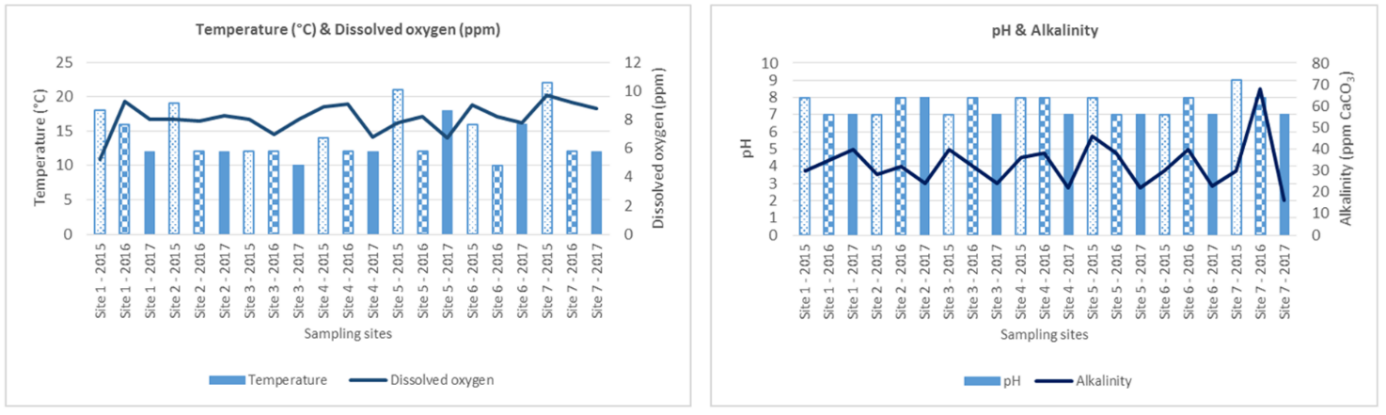 Temperature (°C) & Dissolved oxygen (ppm)
25
20
15
10
5
0
Temperature (°C)
12
10
8
6
4
2
0
Dissolved oxygen (ppm)
Site 1 - 2015
Site 1 - 2016
Site 1 - 2017
Site 2 - 2015
Site 2 - 2016
Site 2 - 2017
Site 3 - 2015
Site 3 - 2016
Site 3 - 2017
Site 4 - 2015
Site 4 - 2016
Site 4 - 2017
Site 5 - 2015
Site 5 - 2016
Site 5 - 2017
Site 6 - 2015
Site 6 - 2016
Site 6 - 2017
Site 7 - 2015
Site 7 - 2016
Site 7 - 2017
Sampling sites
Temperature
Dissolved oxygen
pH & Alkalinity
10
9
8
7
6
5
4
3
2
1
0
pH
80
70
60
50
40
30
20
10
0
Alkalinity (ppm CaCO₃)
Site 1 - 2015
Site 1 - 2016
Site 1 - 2017
Site 2 - 2015
Site 2 - 2016
Site 2 - 2017
Site 3 - 2015
Site 3 - 2016
Site 3 - 2017
Site 4 - 2015
Site 4 - 2016
Site 4 - 2017
Site 5 - 2015
Site 5 - 2016
Site 5 - 2017
Site 6 - 2015
Site 6 - 2016
Site 6 - 2017
Site 7 - 2015
Site 7 - 2016
Site 7 - 2017
Sampling sites
pH
Alkalinity